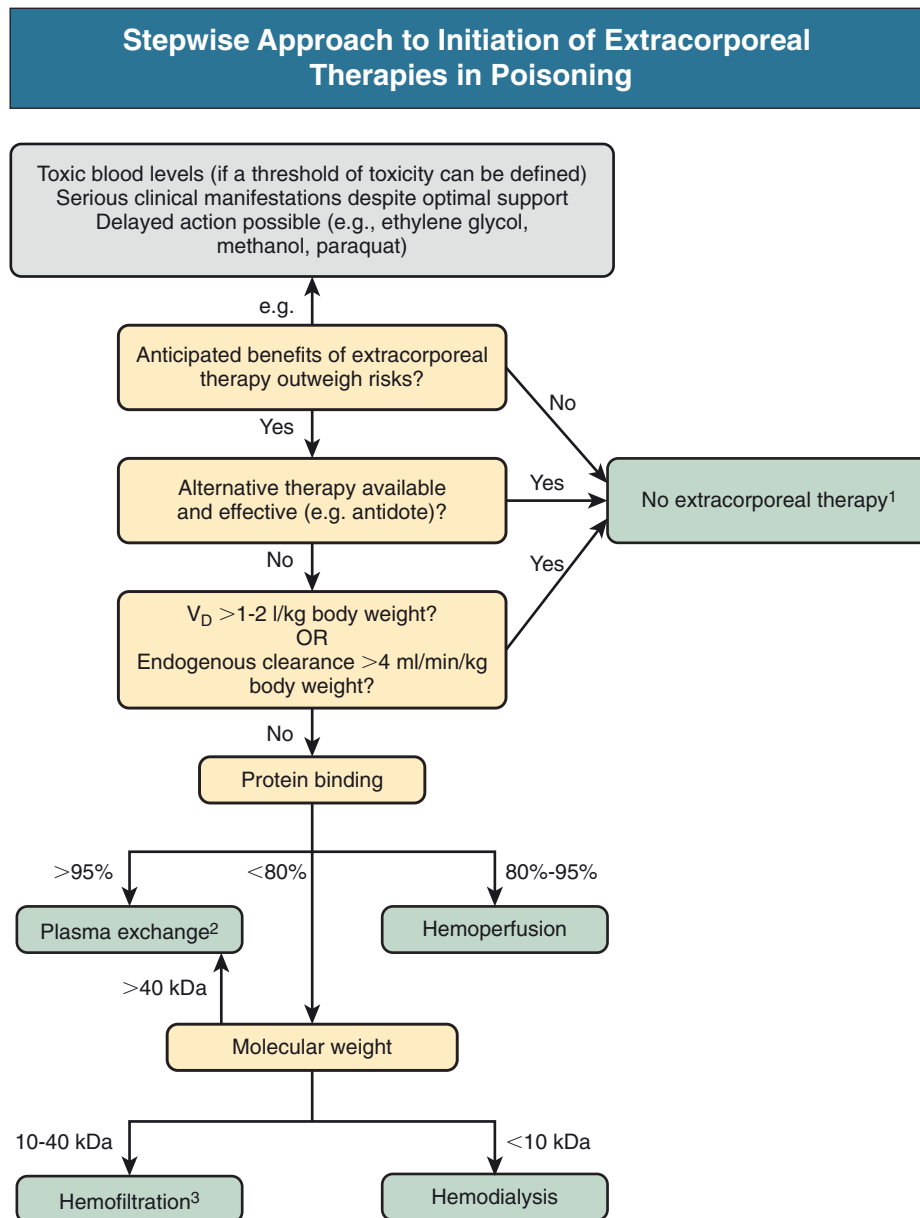 Stepwise Approach to Initiation of Extracorporeal
Therapies in Poisoning
Toxic blood levels (if a threshold of toxicity can be defined)
Serious clinical manifestations despite optimal support
Delayed action possible (e.g., ethylene glycol,
methanol, paraquat)
e.g.
Anticipated benefits of extracorporeal
therapy outweigh risks?
No
Yes
Alternative therapy available
and effective (e.g. antidote)?
Yes
No extracorporeal therapy¹
No
Yes
V_D >1-2 l/kg body weight?
OR
Endogenous clearance >4 ml/min/kg
body weight?
No
Protein binding
>95%
<80%
80%-95%
Plasma exchange²
Hemoperfusion
>40 kDa
Molecular weight
10-40 kDa
<10 kDa
Hemofiltration³
Hemodialysis